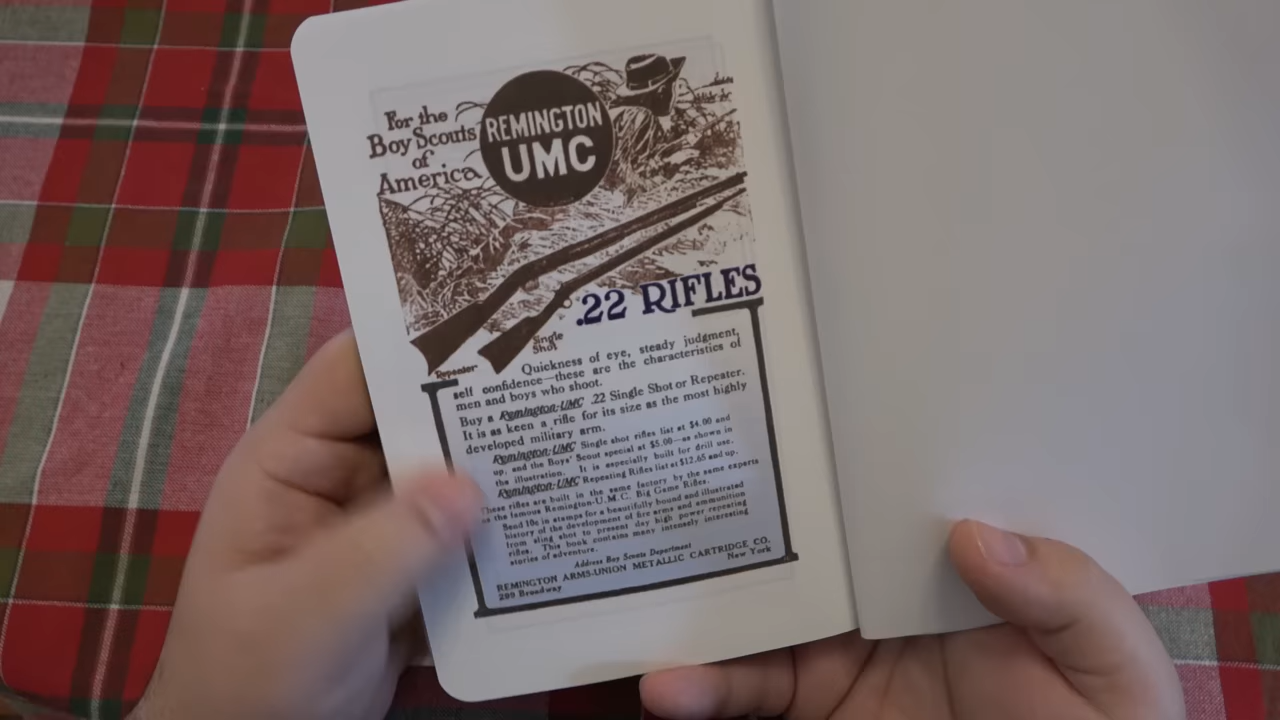 For the
Boy Scouts
of
America
REMINGTON
UMC
.22 RIFLES
Single
Shot
Repeater
Quickness of eye, steady judgment,
self confidence—these are the characteristics of
men and boys who shoot.
Buy a Remington-UMC .22 Single Shot or Repeater.
It is as keen a rifle for its size as the most highly
developed military arm.
Remington-UMC Single shot rifles list at $4.00 and
up, and the Boys' Scout special at $5.00—as shown in
the illustration. It is especially built for drill use.
Remington-UMC Repeating Rifles list at $12.65 and up.
These rifles are built in the same factory by the same experts
as the famous Remington-U.M.C. Big Game Rifles.
Send 10c in stamps for a beautifully bound and illustrated
history of the development of fire arms and ammunition
from sling shot to present day high power repeating
rifles. This book contains many intensely interesting
stories of adventure.
Address Boy Scouts Department
REMINGTON ARMS-UNION METALLIC CARTRIDGE CO.
299 Broadway New York